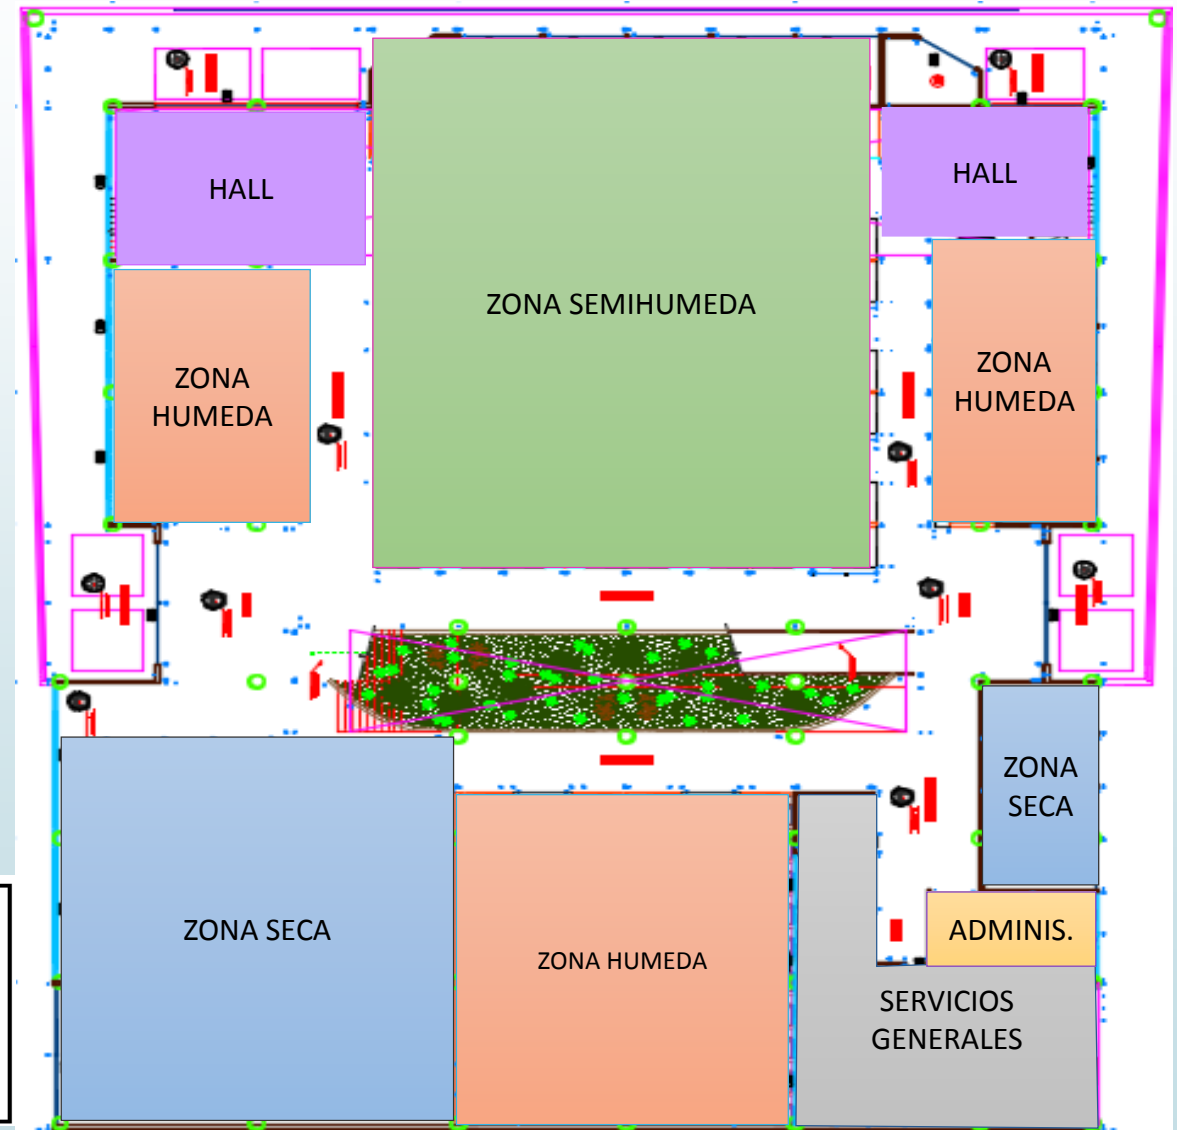 HALL
HALL
ZONA SEMIHUMEDA
ZONA
HUMEDA
ZONA
HUMEDA
ZONA
SECA
ZONA SECA
ZONA HUMEDA
ADMINIS.
SERVICIOS
GENERALES